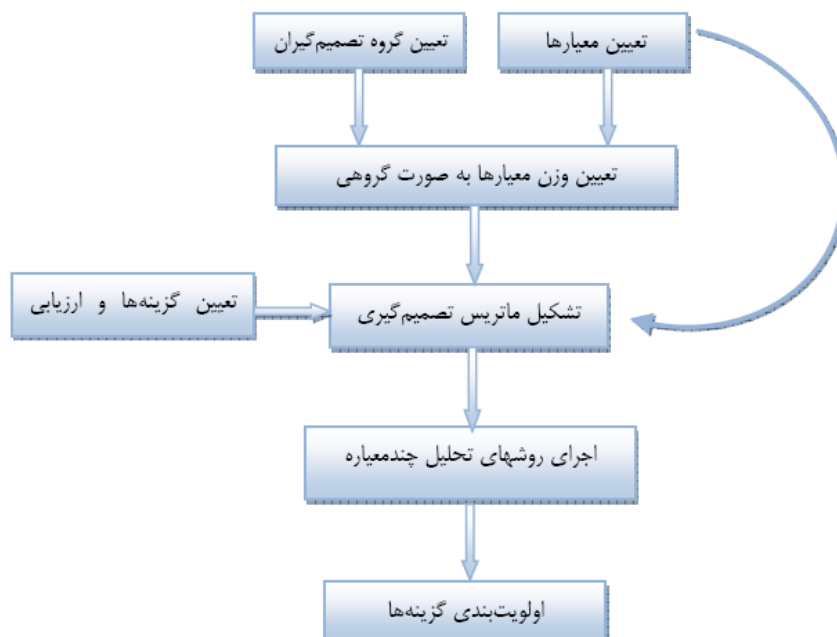 تعیین معیارها
تعیین گروه تصمیم‌گیران
تعیین وزن معیارها به صورت گروهی
تشکیل ماتریس تصمیم‌گیری
تعیین گزینه‌ها و ارزیابی
اجرای روشهای تحلیل چندمعیاره
اولویت‌بندی گزینه‌ها